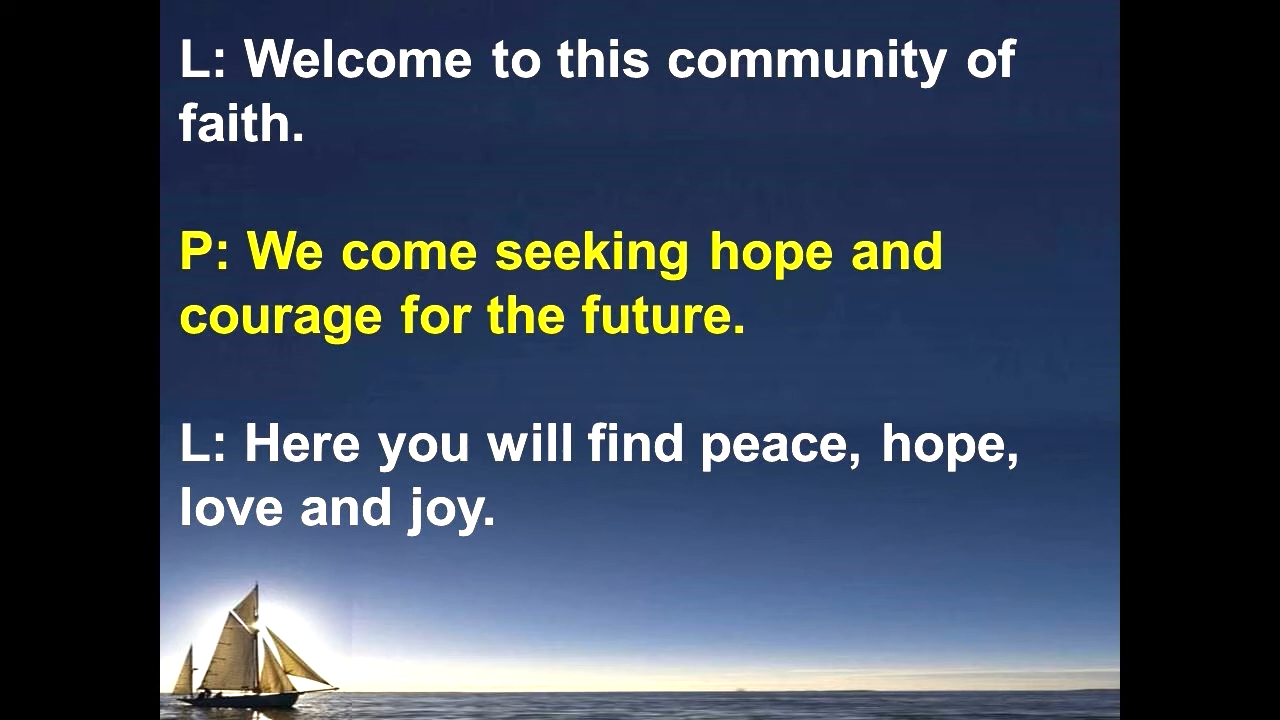 L: Welcome to this community of
faith.
P: We come seeking hope and
courage for the future.
L: Here you will find peace, hope,
love and joy.